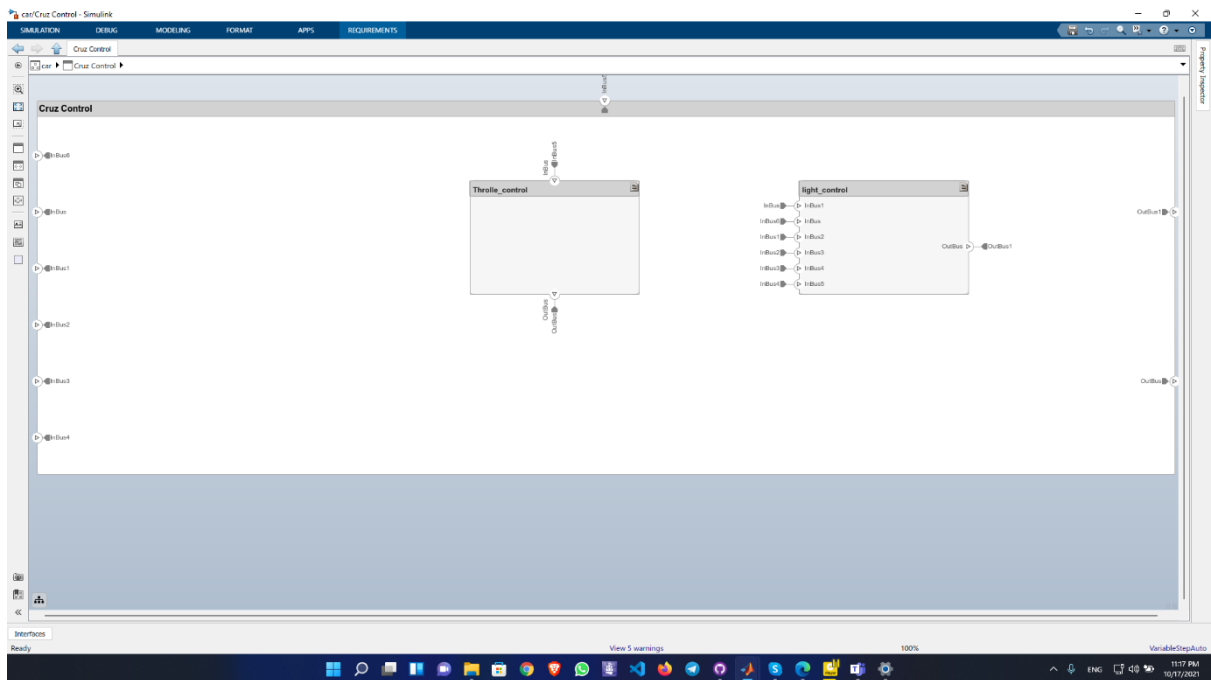 car/Cruz Control - Simulink
SIMULATION DEBUG MODELING FORMAT APPS REQUIREMENTS
Cruz Control
car Cruz Control
Property Inspector
Cruz Control
InBus
InBus5
Throlle_control
OutBus
light_control
InBus InBus1
InBus6 InBus
InBus1 InBus2
InBus2 InBus3
InBus3 InBus4
InBus4 InBus5
OutBus OutBus1
InBus6
InBus
InBus1
InBus2
InBus3
InBus4
OutBus1
OutBus
Interfaces
Ready View 5 warnings 100% VariableStepAuto
ENG 11:17 PM
10/17/2021